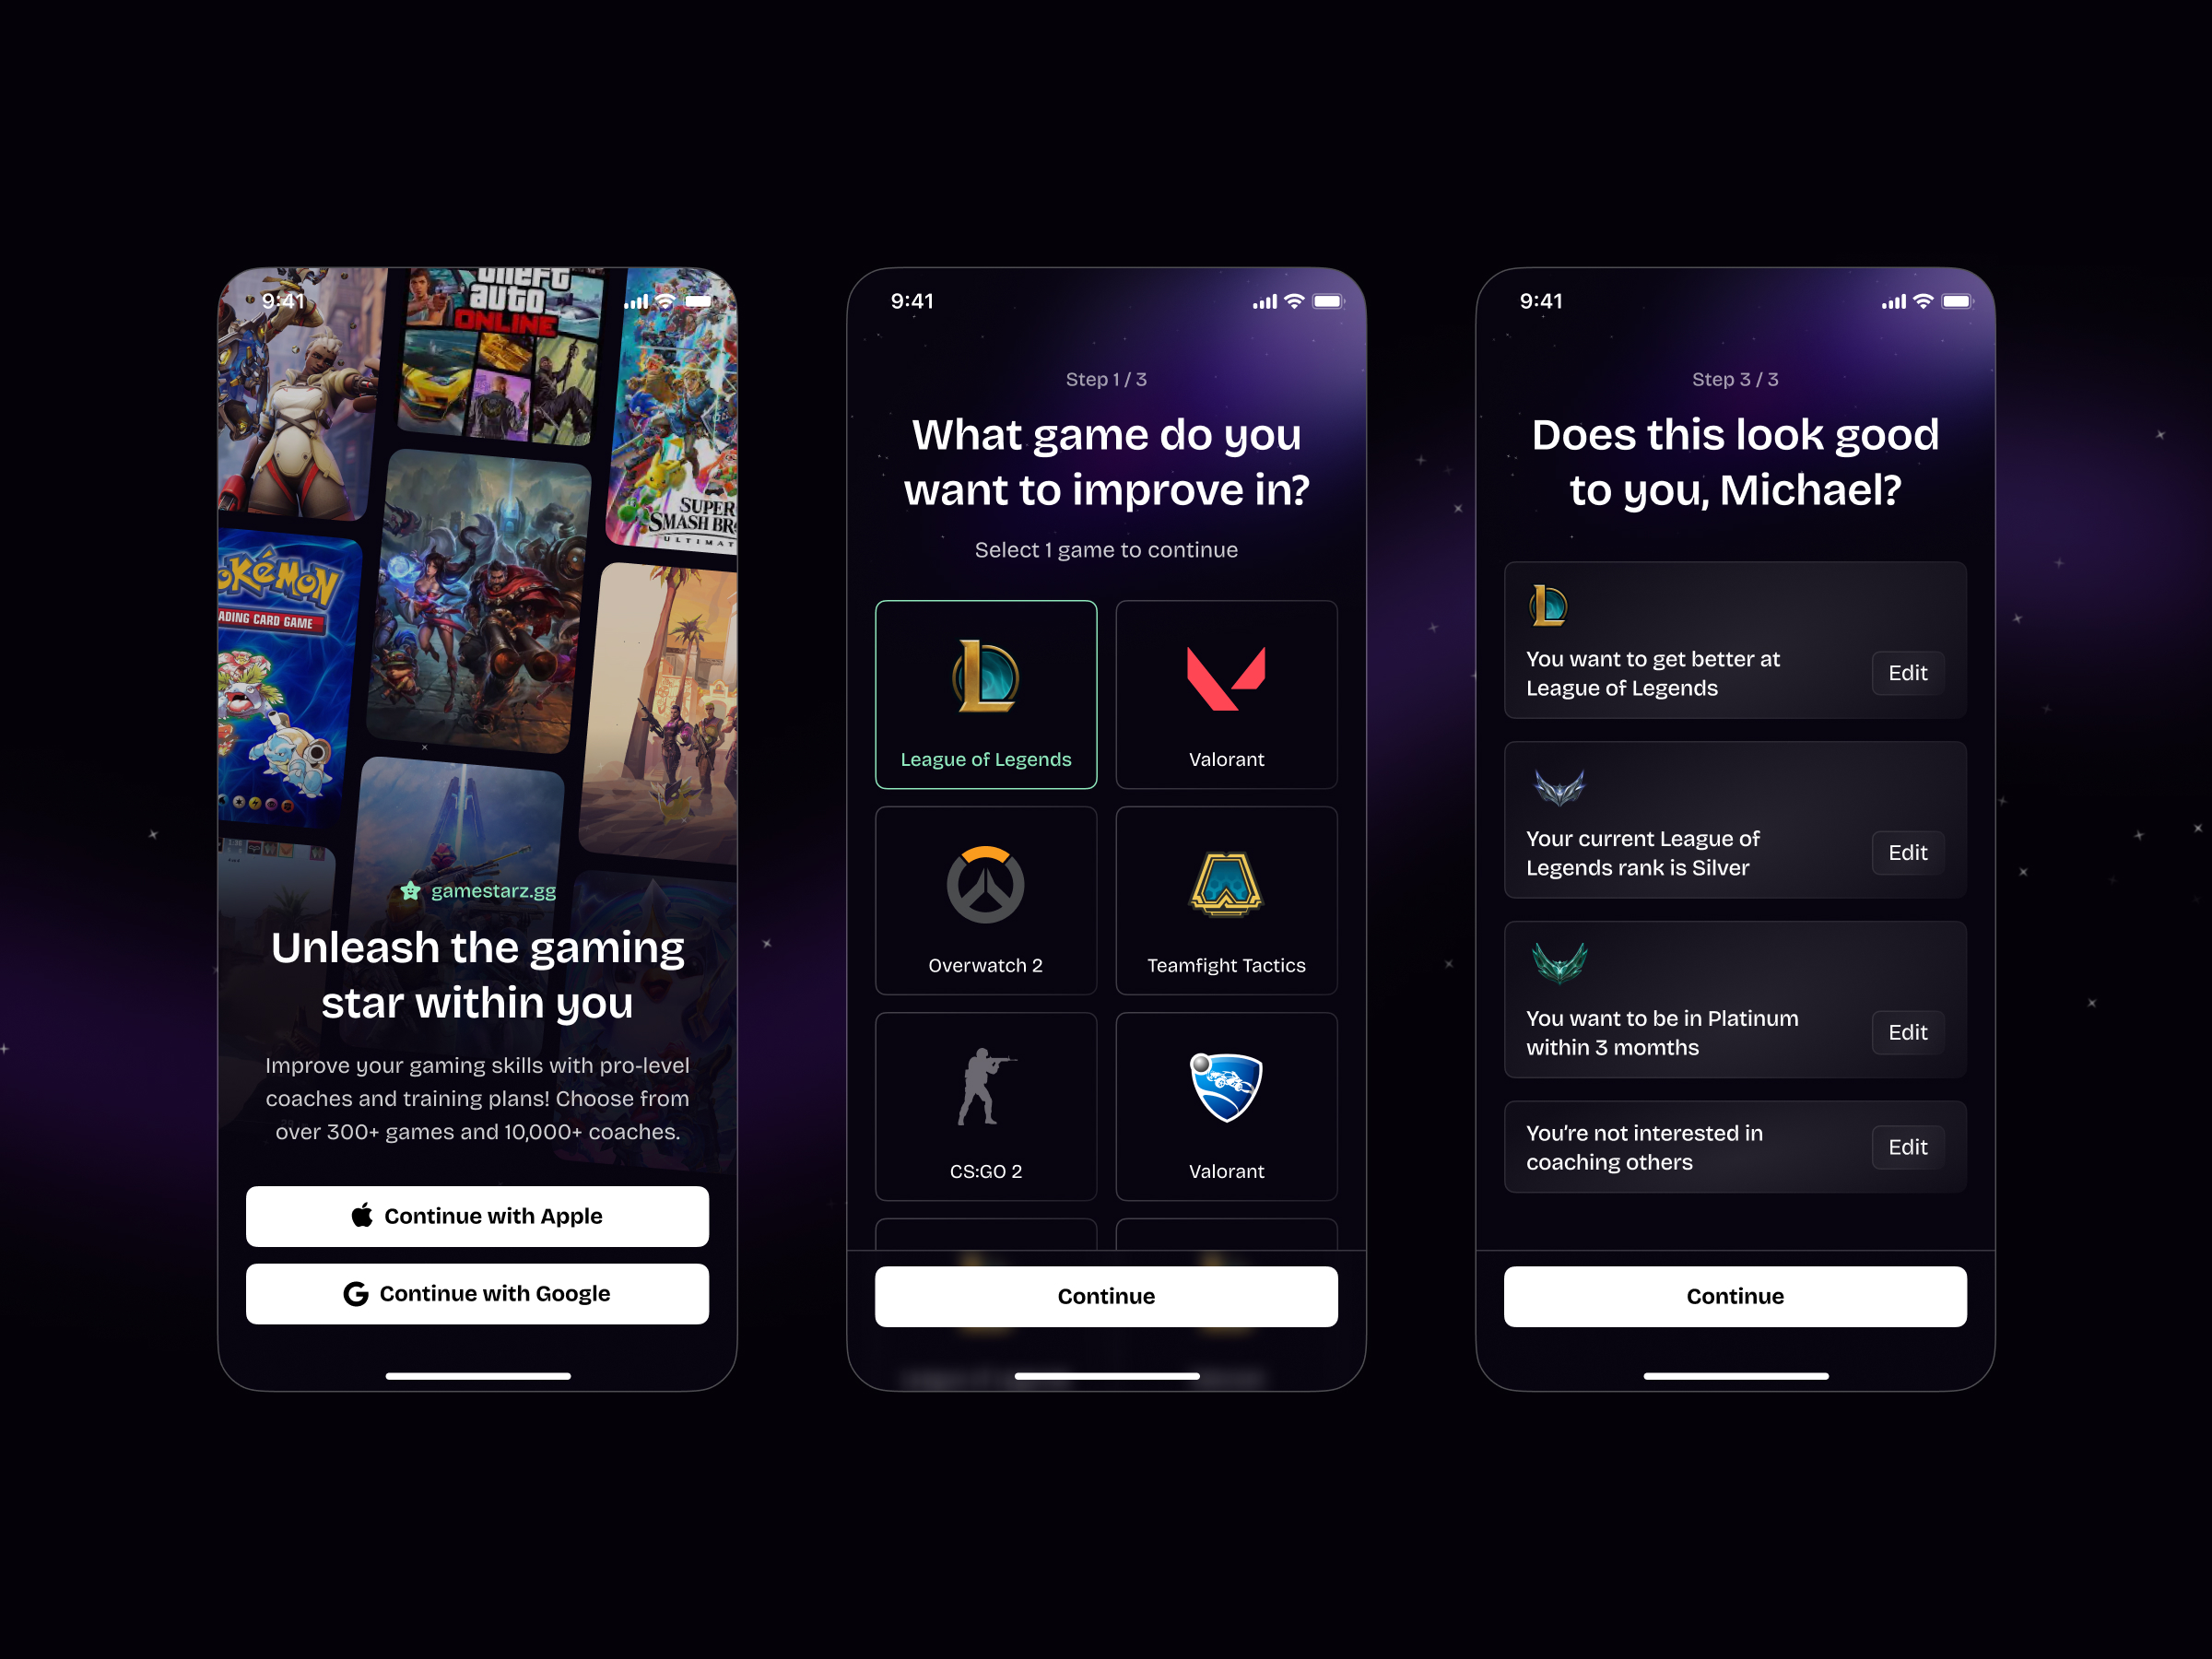 9:41
theft
auto
ONLINE
SUPER
SMASH BR
ULTIMAT
POKéMON
ADING CARD GAME
gamestarz.gg
Unleash the gaming
star within you
Improve your gaming skills with pro-level
coaches and training plans! Choose from
over 300+ games and 10,000+ coaches.
Continue with Apple
Continue with Google
9:41
Step 1 / 3
What game do you
want to improve in?
Select 1 game to continue
League of Legends
Valorant
Overwatch 2
Teamfight Tactics
CS:GO 2
Valorant
Continue
9:41
Step 3 / 3
Does this look good
to you, Michael?
You want to get better at
League of Legends
Edit
Your current League of
Legends rank is Silver
Edit
You want to be in Platinum
within 3 momths
Edit
You're not interested in
coaching others
Edit
Continue